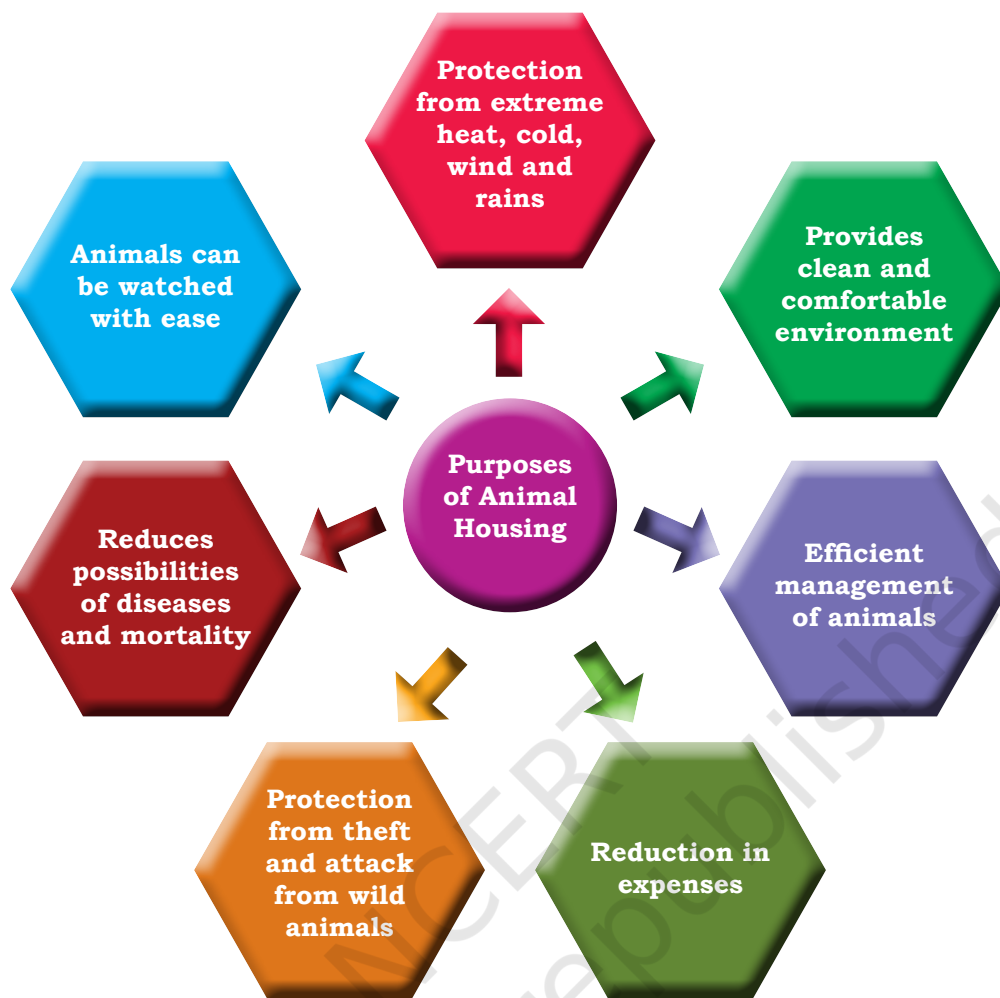 Protection
from extreme
heat, cold,
wind and
rains
Animals can
be watched
with ease
Provides
clean and
comfortable
environment
Purposes
of Animal
Housing
Reduces
possibilities
of diseases
and mortality
Efficient
management
of animals
Protection
from theft
and attack
from wild
animals
Reduction in
expenses
NCERT
republished